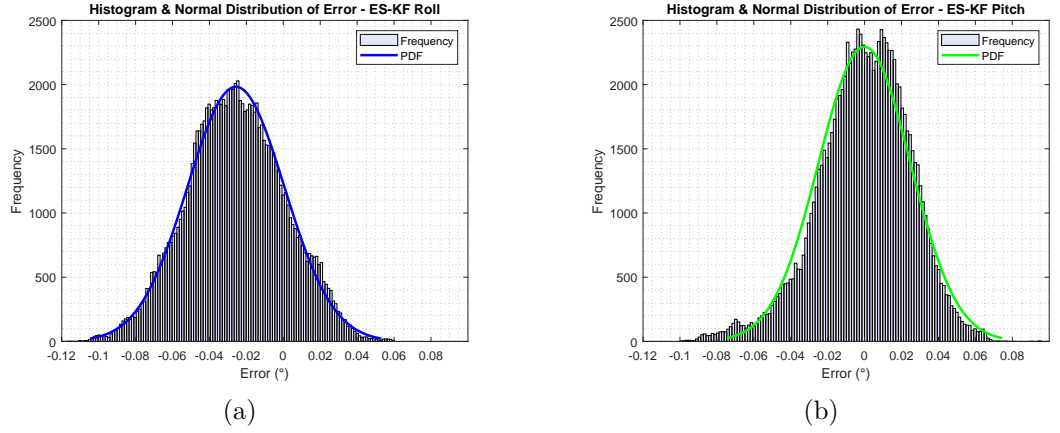 Histogram & Normal Distribution of Error - ES-KF Roll
2500
2000
1500
1000
500
0
Frequency
Frequency
PDF
-0.12 -0.1 -0.08 -0.06 -0.04 -0.02 0 0.02 0.04 0.06 0.08
Error (°)
(a)
Histogram & Normal Distribution of Error - ES-KF Pitch
2500
2000
1500
1000
500
0
Frequency
Frequency
PDF
-0.12 -0.1 -0.08 -0.06 -0.04 -0.02 0 0.02 0.04 0.06 0.08
Error (°)
(b)